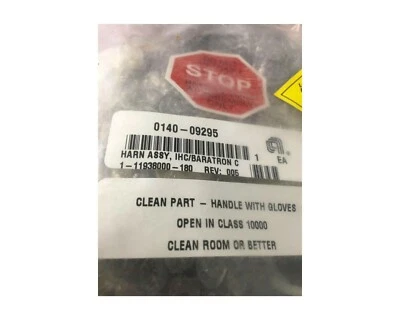 STOP
0140-09295
HARN ASSY, IHC/BARATRON C 1 EA
1-11938000-180 REV: 005
CLEAN PART - HANDLE WITH GLOVES
OPEN IN CLASS 10000
CLEAN ROOM OR BETTER